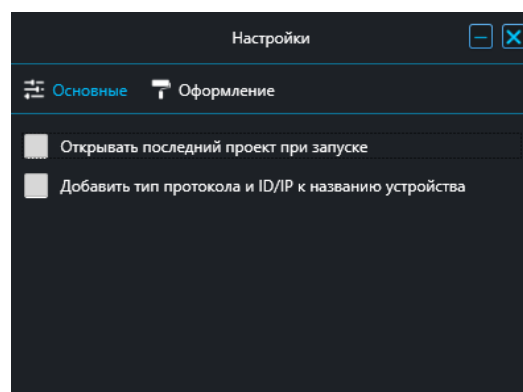 Настройки
Основные Оформление
Открывать последний проект при запуске
Добавить тип протокола и ID/IP к названию устройства